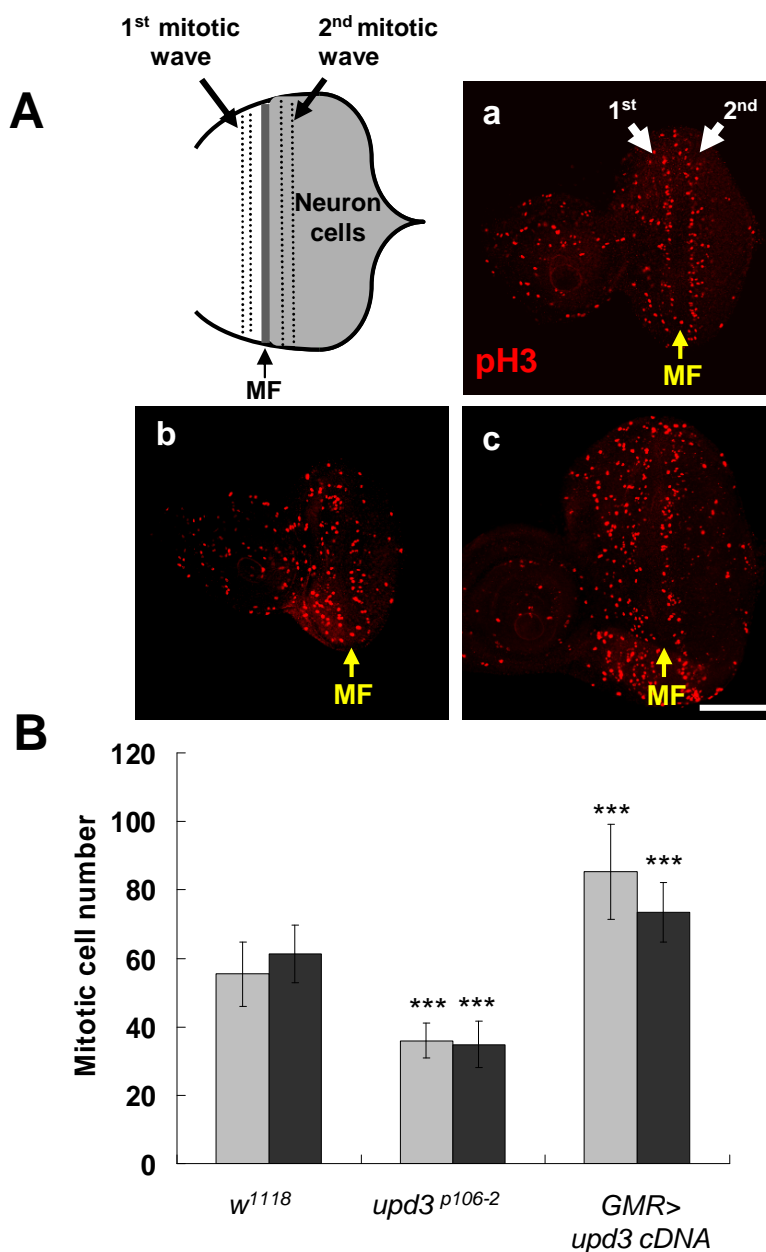 A
1st mitotic
wave
2nd mitotic
wave
Neuron
cells
MF
a
1st
2nd
pH3
MF
b
MF
c
MF
B
Mitotic cell number
120
100
80
60
40
20
0
***
***
***
***
w1118
upd3 p106-2
GMR>
upd3 cDNA